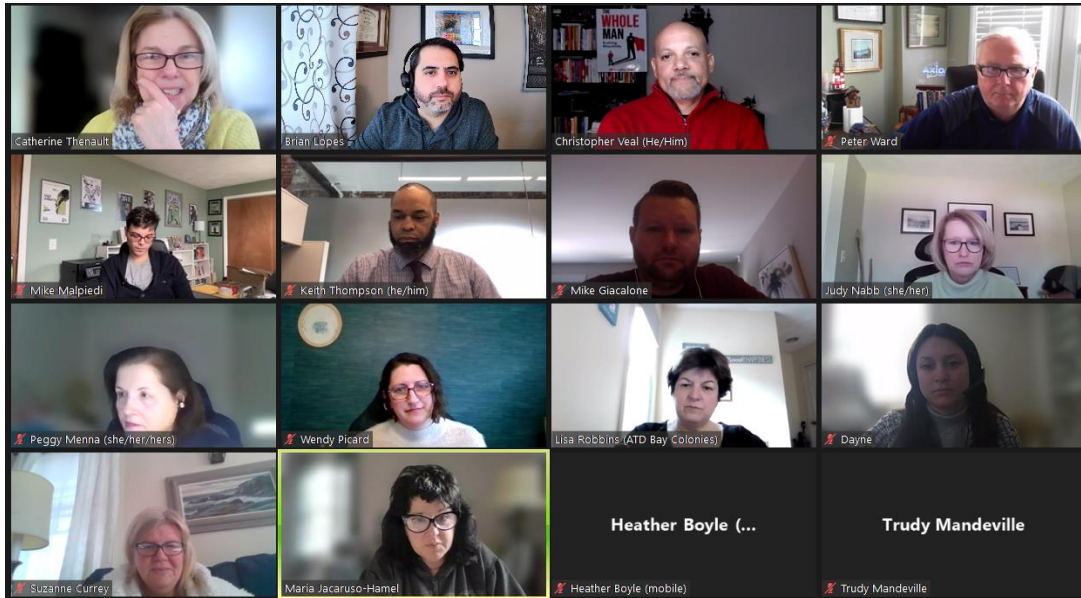 THE
WHOLE
MAN
Catherine Thenault
Brian Lopes
Christopher Veal (He/Him)
Peter Ward
Mike Malpiedi
Keith Thompson (he/him)
Mike Giacalone
Judy Nabb (she/her)
Peggy Menna (she/her/hers)
Wendy Picard
Lisa Robbins (ATD Bay Colonies)
Dayne
Heather Boyle (...
Trudy Mandeville
Suzanne Currey
Maria Jacaruso-Hamel
Heather Boyle (mobile)
Trudy Mandeville